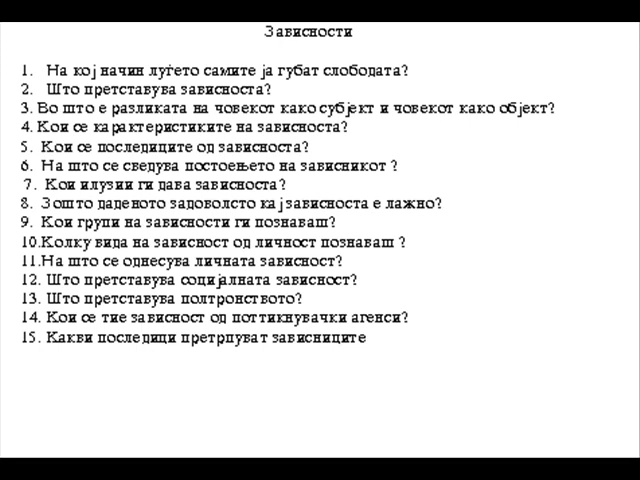 Зависности
1. На кој начин луѓето самите ја губат слободата?
2. Што претставува зависноста?
3. Во што е разликата на човекот како субјект и човекот како објект?
4. Кои се карактеристиките на зависноста?
5. Кои се последиците од зависноста?
6. На што се сведува постоењето на зависникот ?
7. Кои илузии ги дава зависноста?
8. Зошто даденото задоволсто кај зависноста е лажно?
9. Кои групи на зависности ги познаваш?
10.Колку вида на зависност од личност познаваш ?
11.На што се однесува личната зависност?
12. Што претставува социјалната зависност?
13. Што претставува полтронството?
14. Кои се тие зависност од поттикнувачки агенси?
15. Какви последици претрпуват зависниците